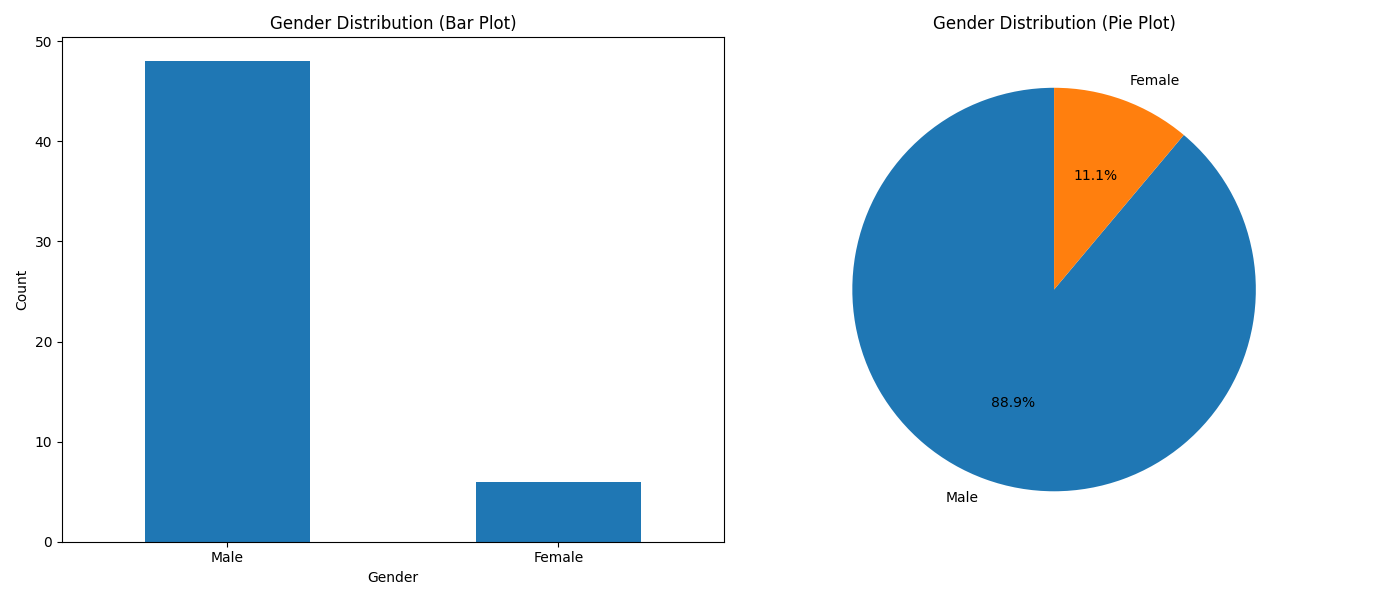 Gender Distribution (Bar Plot)
50
40
30
20
10
0
Count
Male
Female
Gender
Gender Distribution (Pie Plot)
Female
11.1%
88.9%
Male